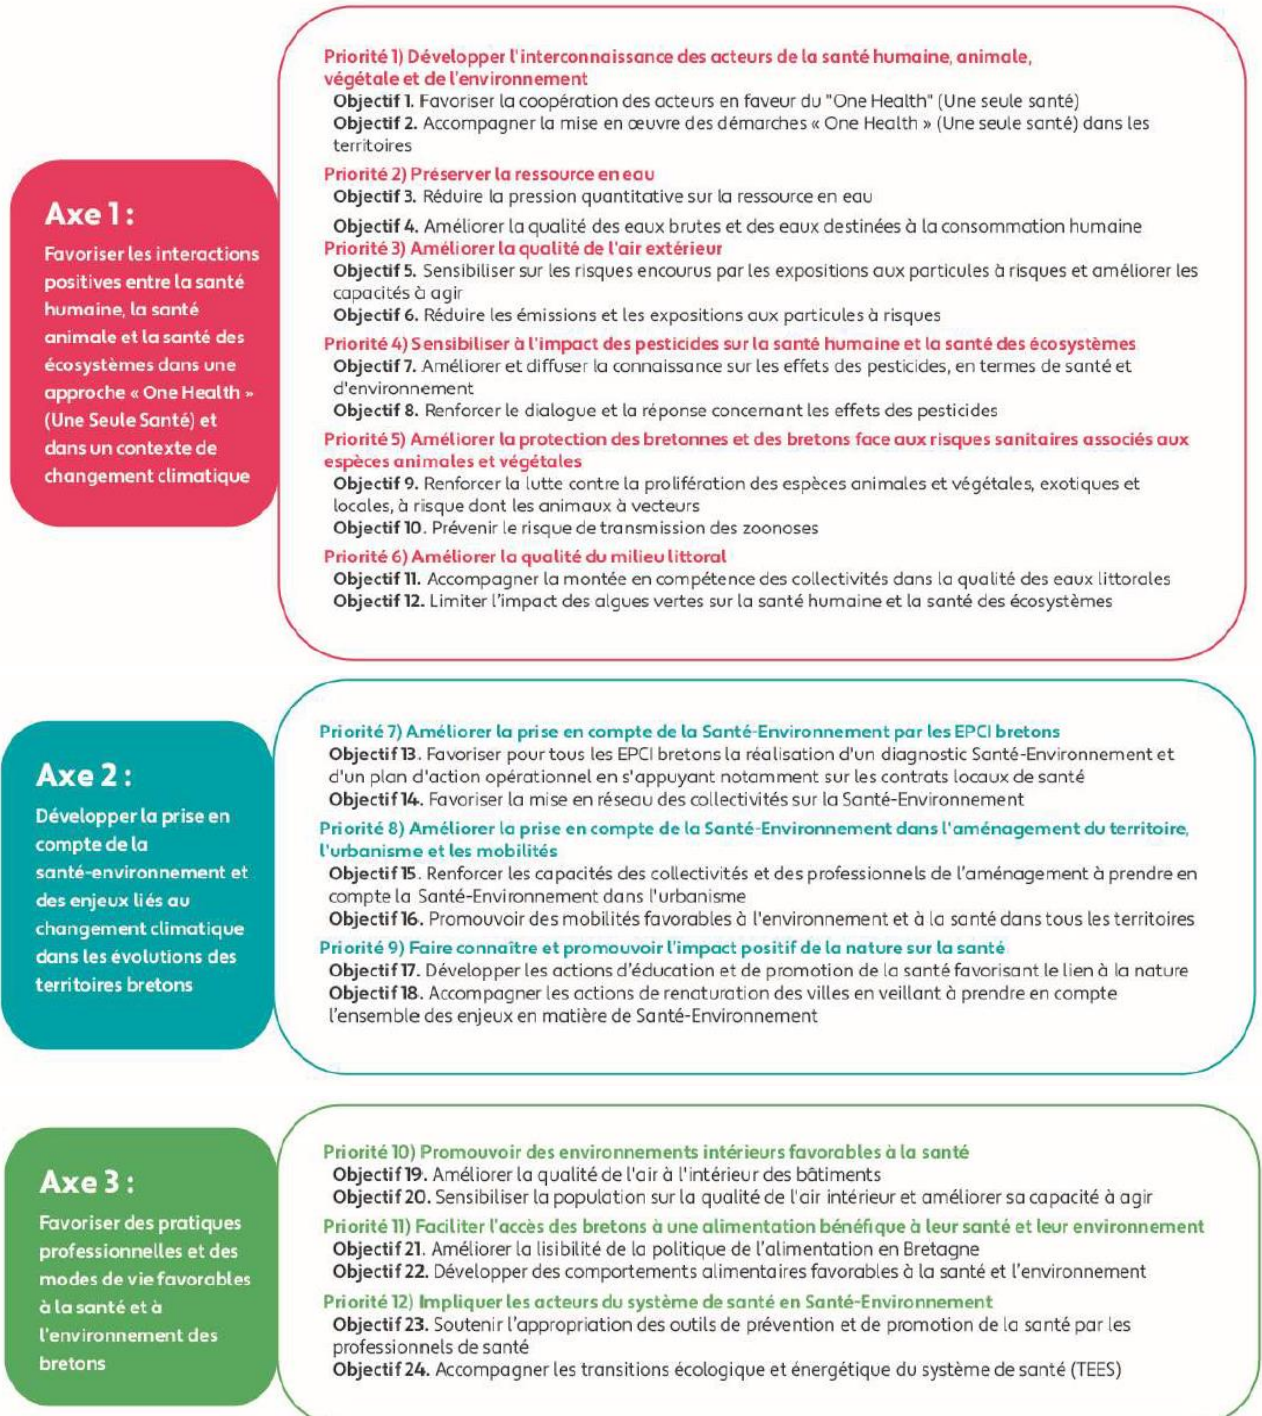 Axe 1 :
Favoriser les interactions
positives entre la santé
humaine, la santé
animale et la santé des
écosystèmes dans une
approche « One Health »
(Une Seule Santé) et
dans un contexte de
changement climatique
Priorité 1) Développer l'interconnaissance des acteurs de la santé humaine, animale,
végétale et de l'environnement
Objectif 1. Favoriser la coopération des acteurs en faveur du "One Health" (Une seule santé)
Objectif 2. Accompagner la mise en œuvre des démarches « One Health » (Une seule santé) dans les
territoires
Priorité 2) Préserver la ressource en eau
Objectif 3. Réduire la pression quantitative sur la ressource en eau
Objectif 4. Améliorer la qualité des eaux brutes et des eaux destinées à la consommation humaine
Priorité 3) Améliorer la qualité de l'air extérieur
Objectif 5. Sensibiliser sur les risques encourus par les expositions aux particules à risques et améliorer les
capacités à agir
Objectif 6. Réduire les émissions et les expositions aux particules à risques
Priorité 4) Sensibiliser à l'impact des pesticides sur la santé humaine et la santé des écosystèmes
Objectif 7. Améliorer et diffuser la connaissance sur les effets des pesticides, en termes de santé et
d'environnement
Objectif 8. Renforcer le dialogue et la réponse concernant les effets des pesticides
Priorité 5) Améliorer la protection des bretonnes et des bretons face aux risques sanitaires associés aux
espèces animales et végétales
Objectif 9. Renforcer la lutte contre la prolifération des espèces animales et végétales, exotiques et
locales, à risque dont les animaux à vecteurs
Objectif 10. Prévenir le risque de transmission des zoonoses
Priorité 6) Améliorer la qualité du milieu littoral
Objectif 11. Accompagner la montée en compétence des collectivités dans la qualité des eaux littorales
Objectif 12. Limiter l'impact des algues vertes sur la santé humaine et la santé des écosystèmes
Axe 2 :
Développer la prise en
compte de la
santé-environnement et
des enjeux liés au
changement climatique
dans les évolutions des
territoires bretons
Priorité 7) Améliorer la prise en compte de la Santé-Environnement par les EPCI bretons
Objectif 13. Favoriser pour tous les EPCI bretons la réalisation d'un diagnostic Santé-Environnement et
d'un plan d'action opérationnel en s'appuyant notamment sur les contrats locaux de santé
Objectif 14. Favoriser la mise en réseau des collectivités sur la Santé-Environnement
Priorité 8) Améliorer la prise en compte de la Santé-Environnement dans l'aménagement du territoire,
l'urbanisme et les mobilités
Objectif 15. Renforcer les capacités des collectivités et des professionnels de l'aménagement à prendre en
compte la Santé-Environnement dans l'urbanisme
Objectif 16. Promouvoir des mobilités favorables à l'environnement et à la santé dans tous les territoires
Priorité 9) Faire connaître et promouvoir l'impact positif de la nature sur la santé
Objectif 17. Développer les actions d'éducation et de promotion de la santé favorisant le lien à la nature
Objectif 18. Accompagner les actions de renaturation des villes en veillant à prendre en compte
l'ensemble des enjeux en matière de Santé-Environnement
Axe 3 :
Favoriser des pratiques
professionnelles et des
modes de vie favorables
à la santé et à
l'environnement des
bretons
Priorité 10) Promouvoir des environnements intérieurs favorables à la santé
Objectif 19. Améliorer la qualité de l'air à l'intérieur des bâtiments
Objectif 20. Sensibiliser la population sur la qualité de l'air intérieur et améliorer sa capacité à agir
Priorité 11) Faciliter l'accès des bretons à une alimentation bénéfique à leur santé et leur environnement
Objectif 21. Améliorer la lisibilité de la politique de l'alimentation en Bretagne
Objectif 22. Développer des comportements alimentaires favorables à la santé et l'environnement
Priorité 12) Impliquer les acteurs du système de santé en Santé-Environnement
Objectif 23. Soutenir l'appropriation des outils de prévention et de promotion de la santé par les
professionnels de santé
Objectif 24. Accompagner les transitions écologique et énergétique du système de santé (TEES)